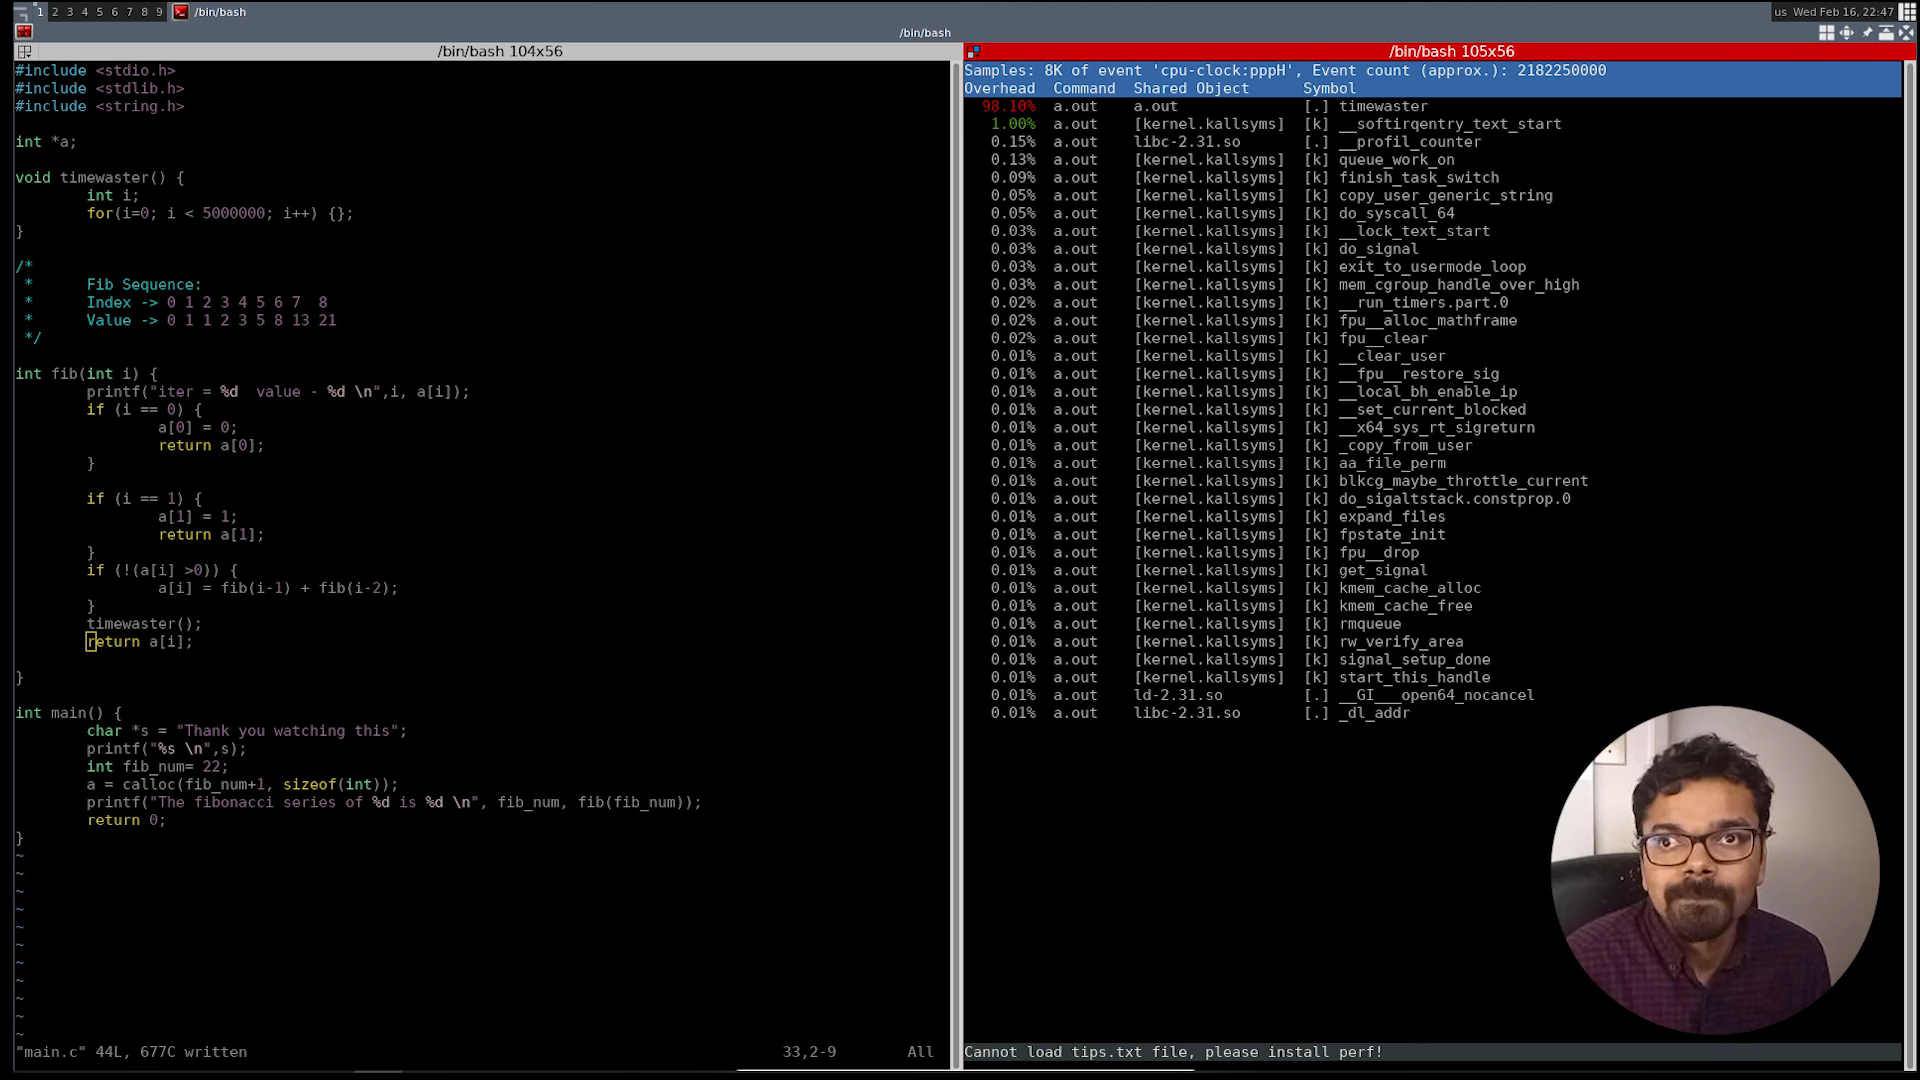 1 2 3 4 5 6 7 8 9 /bin/bash
us Wed Feb 16, 22:47
/bin/bash
/bin/bash 104x56
#include <stdio.h>
#include <stdlib.h>
#include <string.h>
int *a;
void timewaster() {
int i;
for(i=0; i < 5000000; i++) {};
}
/*
* Fib Sequence:
* Index -> 0 1 2 3 4 5 6 7 8
* Value -> 0 1 1 2 3 5 8 13 21
*/
int fib(int i) {
printf("iter = %d value - %d \n",i, a[i]);
if (i == 0) {
a[0] = 0;
return a[0];
}
if (i == 1) {
a[1] = 1;
return a[1];
}
if (!(a[i] >0)) {
a[i] = fib(i-1) + fib(i-2);
}
timewaster();
return a[i];
}
int main() {
char *s = "Thank you watching this";
printf("%s \n",s);
int fib_num= 22;
a = calloc(fib_num+1, sizeof(int));
printf("The fibonacci series of %d is %d \n", fib_num, fib(fib_num));
return 0;
}
~
~
~
~
~
~
~
~
~
~
~
"main.c" 44L, 677C written 33,2-9 All
/bin/bash 105x56
Samples: 8K of event 'cpu-clock:pppH', Event count (approx.): 2182250000
Overhead Command Shared Object Symbol
98.10% a.out a.out [.] timewaster
1.00% a.out [kernel.kallsyms] [k] __softirqentry_text_start
0.15% a.out libc-2.31.so [.] __profil_counter
0.13% a.out [kernel.kallsyms] [k] queue_work_on
0.09% a.out [kernel.kallsyms] [k] finish_task_switch
0.05% a.out [kernel.kallsyms] [k] copy_user_generic_string
0.05% a.out [kernel.kallsyms] [k] do_syscall_64
0.03% a.out [kernel.kallsyms] [k] __lock_text_start
0.03% a.out [kernel.kallsyms] [k] do_signal
0.03% a.out [kernel.kallsyms] [k] exit_to_usermode_loop
0.03% a.out [kernel.kallsyms] [k] mem_cgroup_handle_over_high
0.02% a.out [kernel.kallsyms] [k] __run_timers.part.0
0.02% a.out [kernel.kallsyms] [k] fpu__alloc_mathframe
0.02% a.out [kernel.kallsyms] [k] fpu__clear
0.01% a.out [kernel.kallsyms] [k] __clear_user
0.01% a.out [kernel.kallsyms] [k] __fpu__restore_sig
0.01% a.out [kernel.kallsyms] [k] __local_bh_enable_ip
0.01% a.out [kernel.kallsyms] [k] __set_current_blocked
0.01% a.out [kernel.kallsyms] [k] __x64_sys_rt_sigreturn
0.01% a.out [kernel.kallsyms] [k] _copy_from_user
0.01% a.out [kernel.kallsyms] [k] aa_file_perm
0.01% a.out [kernel.kallsyms] [k] blkcg_maybe_throttle_current
0.01% a.out [kernel.kallsyms] [k] do_sigaltstack.constprop.0
0.01% a.out [kernel.kallsyms] [k] expand_files
0.01% a.out [kernel.kallsyms] [k] fpstate_init
0.01% a.out [kernel.kallsyms] [k] fpu__drop
0.01% a.out [kernel.kallsyms] [k] get_signal
0.01% a.out [kernel.kallsyms] [k] kmem_cache_alloc
0.01% a.out [kernel.kallsyms] [k] kmem_cache_free
0.01% a.out [kernel.kallsyms] [k] rmqueue
0.01% a.out [kernel.kallsyms] [k] rw_verify_area
0.01% a.out [kernel.kallsyms] [k] signal_setup_done
0.01% a.out [kernel.kallsyms] [k] start_this_handle
0.01% a.out ld-2.31.so [.] __GI___open64_nocancel
0.01% a.out libc-2.31.so [.] _dl_addr
Cannot load tips.txt file, please install perf!